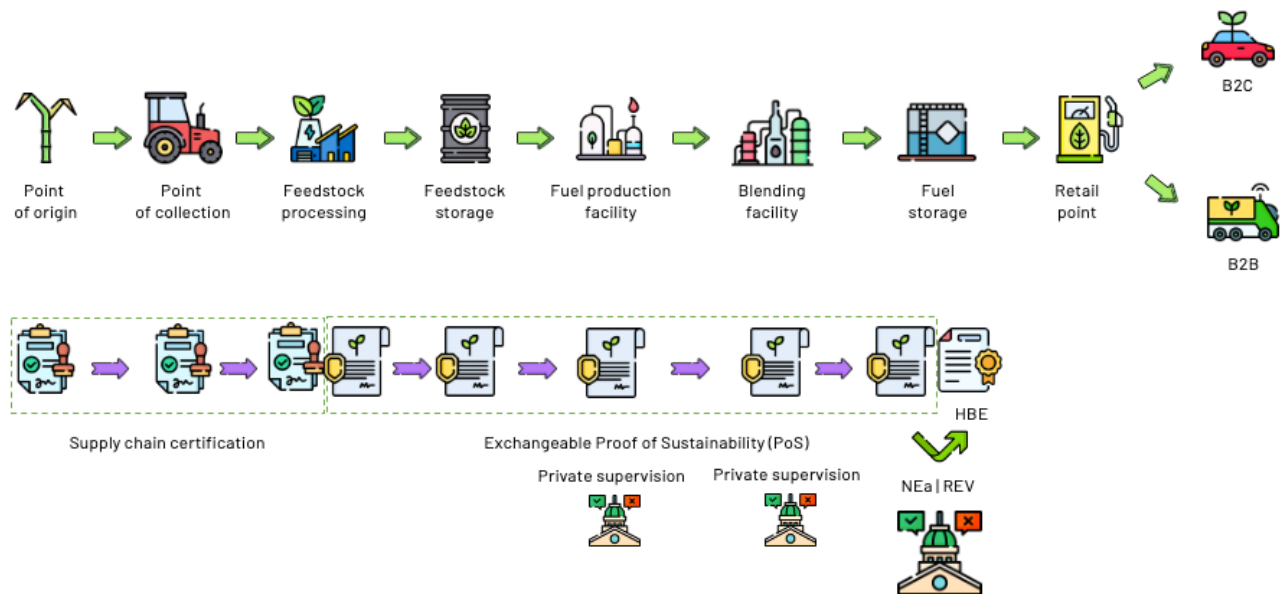 B2C
Point
of origin
Point
of collection
Feedstock
processing
Feedstock
storage
Fuel production
facility
Blending
facility
Fuel
storage
Retail
point
B2B
HBE
Supply chain certification
Exchangeable Proof of Sustainability (PoS)
Private supervision
Private supervision
NEa | REV